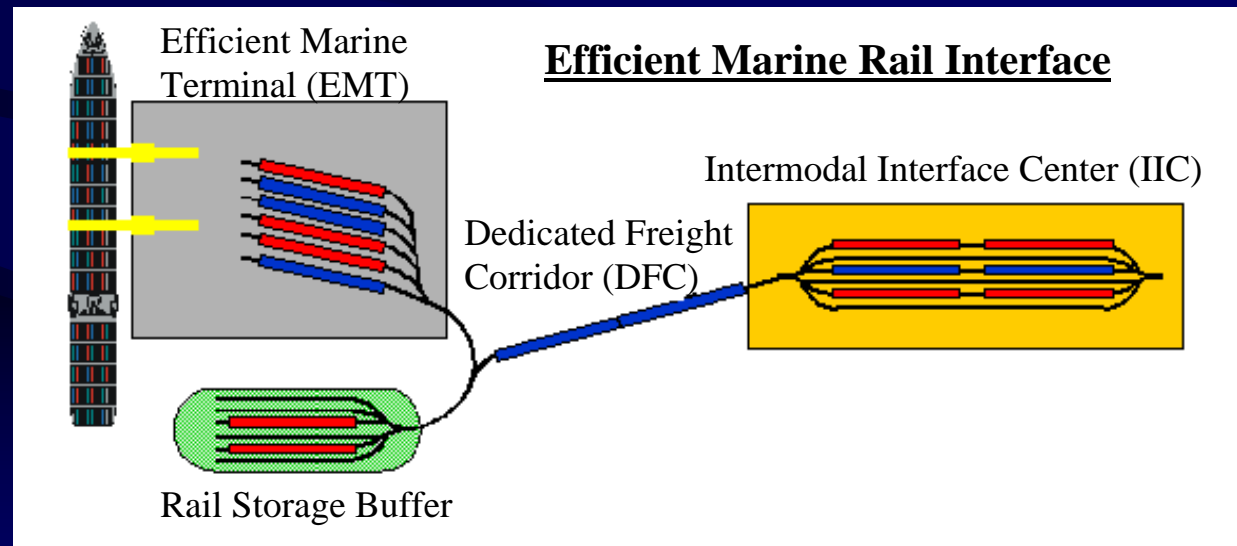 Efficient Marine
Terminal (EMT)
Efficient Marine Rail Interface
Intermodal Interface Center (IIC)
Dedicated Freight
Corridor (DFC)
Rail Storage Buffer